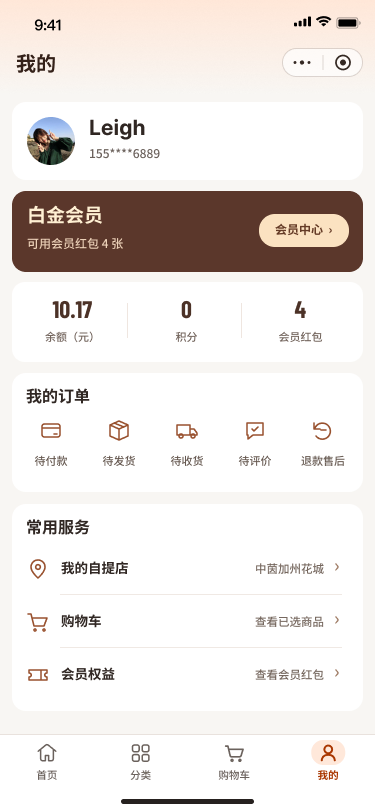 9:41
我的
Leigh
155****6889
白金会员
可用会员红包 4 张
会员中心 ›
10.17
0
4
余额（元）
积分
会员红包
我的订单
待付款
待发货
待收货
待评价
退款售后
常用服务
我的自提店
中茵加州花城 ›
购物车
查看已选商品 ›
会员权益
查看会员红包 ›
首页
分类
购物车
我的